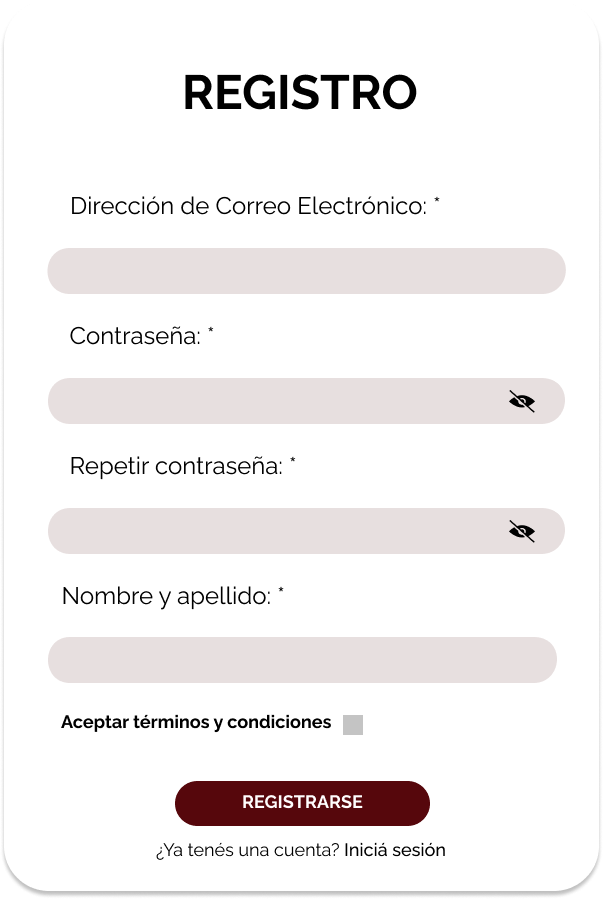 REGISTRO
Dirección de Correo Electrónico: *
Contraseña: *
Repetir contraseña: *
Nombre y apellido: *
Aceptar términos y condiciones
REGISTRARSE
¿Ya tenés una cuenta? Iniciá sesión